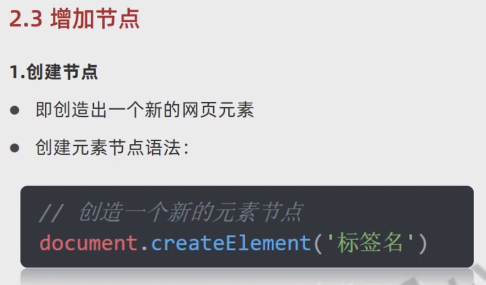 2.3 增加节点
1.创建节点
● 即创造出一个新的网页元素
● 创建元素节点语法：
// 创造一个新的元素节点
document.createElement('标签名')